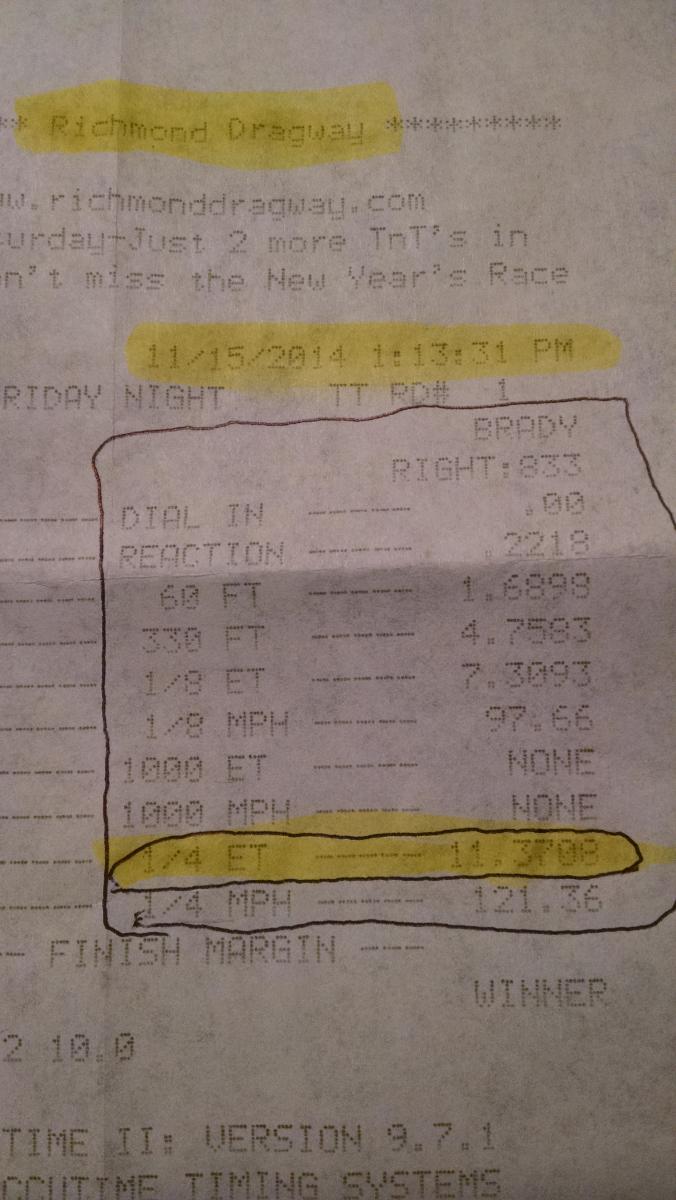 ** Richmond Dragway *********
w.richmonddragway.com
turday-Just 2 more TnT's in
on't miss the New Year's Race
11/15/2014 1:13:31 PM
RIDAY NIGHT TT RD# 1
BRADY
RIGHT:833
----- DIAL IN ----- .00
----- REACTION ----- .2218
----- 60 FT ----- 1.6898
----- 330 FT ----- 4.7583
----- 1/8 ET ----- 7.3093
----- 1/8 MPH ----- 97.66
----- 1000 ET ----- NONE
----- 1000 MPH ----- NONE
----- 1/4 ET ----- 11.3708
----- 1/4 MPH ----- 121.36
-- FINISH MARGIN ---
WINNER
2 10.0
TIME II: VERSION 9.7.1
CCUTIME TIMING SYSTEMS